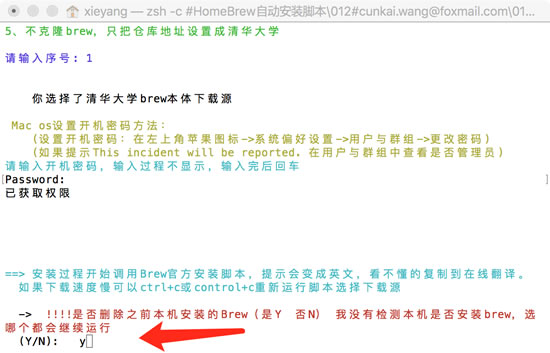 xieyang — zsh -c #HomeBrew自动安装脚本\012#cunkai.wang@foxmail.com\01...
5、不克隆brew，只把仓库地址设置成清华大学
请输入序号: 1
你选择了清华大学brew本体下载源
Mac os设置开机密码方法:
(设置开机密码: 在左上角苹果图标->系统偏好设置->用户与群组->更改密码)
(如果提示This incident will be reported. 在用户与群组中查看是否管理员)
请输入开机密码, 输入过程不显示, 输入完后回车
[Password: ]
已获取权限
==> 安装过程开始调用Brew官方安装脚本, 提示会变成英文, 看不懂的复制到在线翻译。
如果下载速度慢可以ctrl+c或control+c重新运行脚本选择下载源
-> !!!!是否删除之前本机安装的Brew（是Y 否N） 我没有检测本机是否安装brew, 选
哪个都会继续运行
(Y/N): y